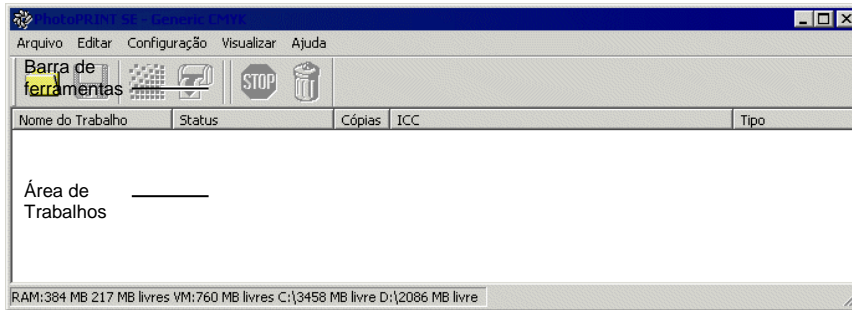 PhotoPRINT SE - Generic CMYK
Arquivo Editar Configuração Visualizar Ajuda
Barra de
ferramentas
STOP
Nome do Trabalho Status Cópias ICC Tipo
Área de
Trabalhos
RAM:384 MB 217 MB livres VM:760 MB livres C:\3458 MB livre D:\2086 MB livre